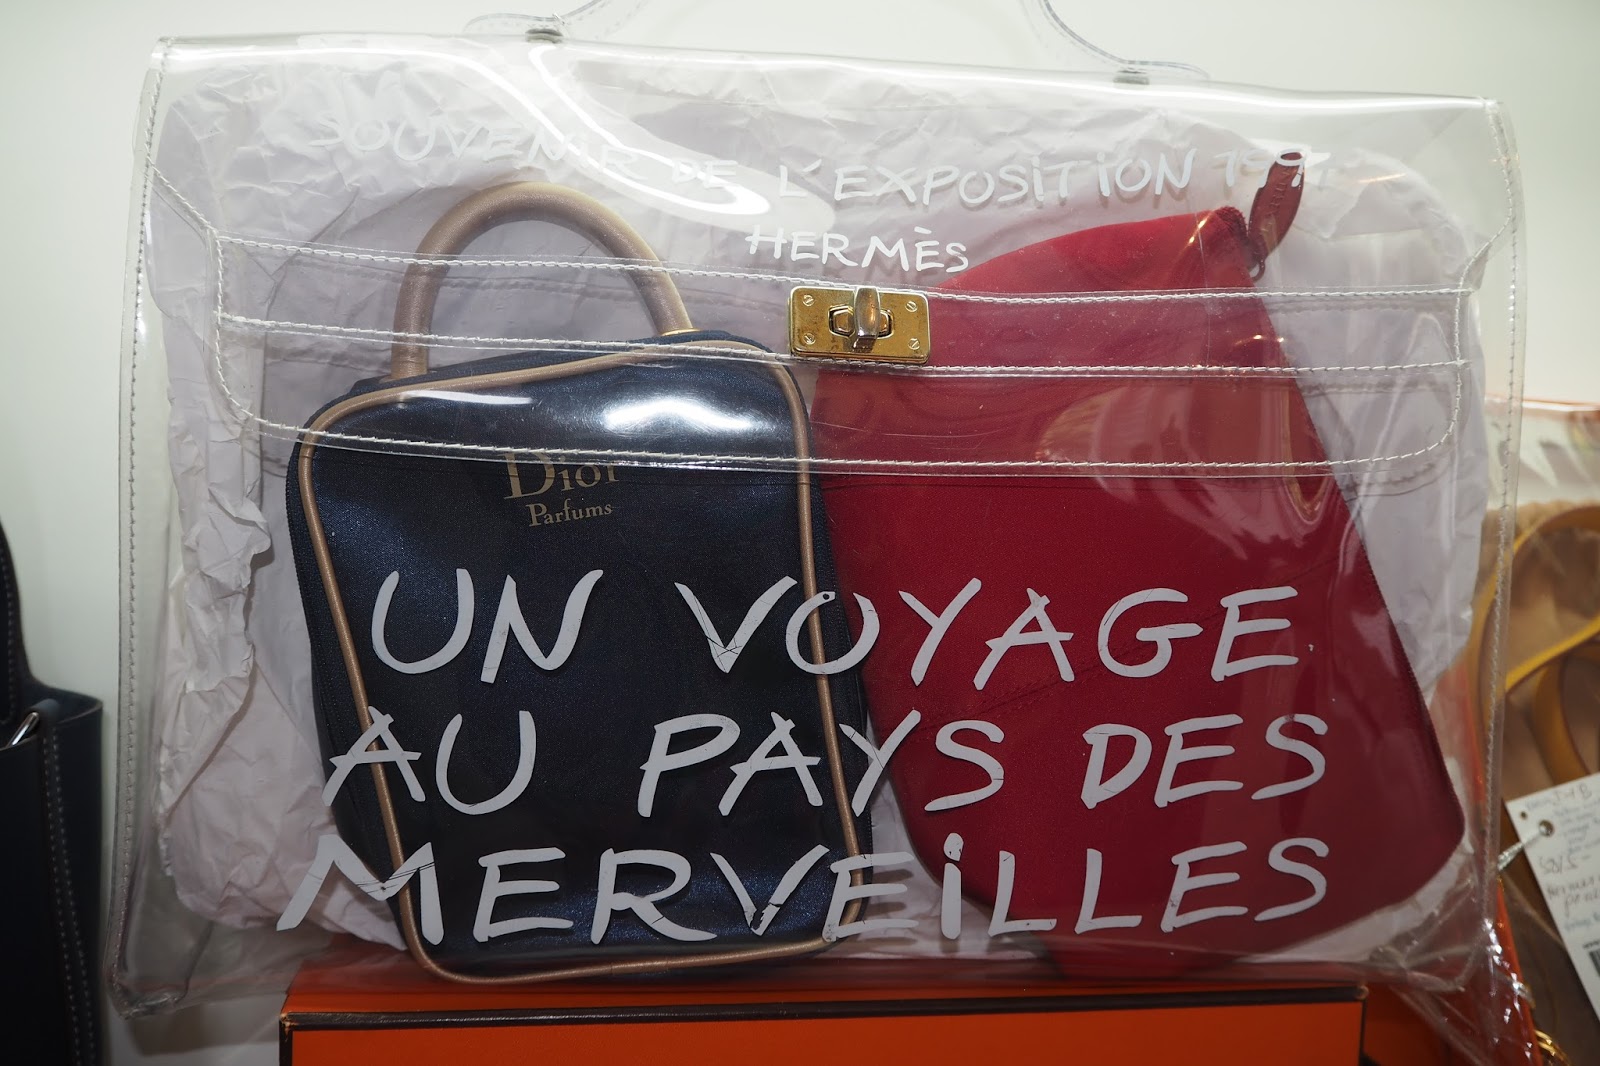 SOUVENIR DE L'EXPOSITION
HERMÈS
Dior
Parfums
UN VOYAGE
AU PAYS DES
MERVEILLES